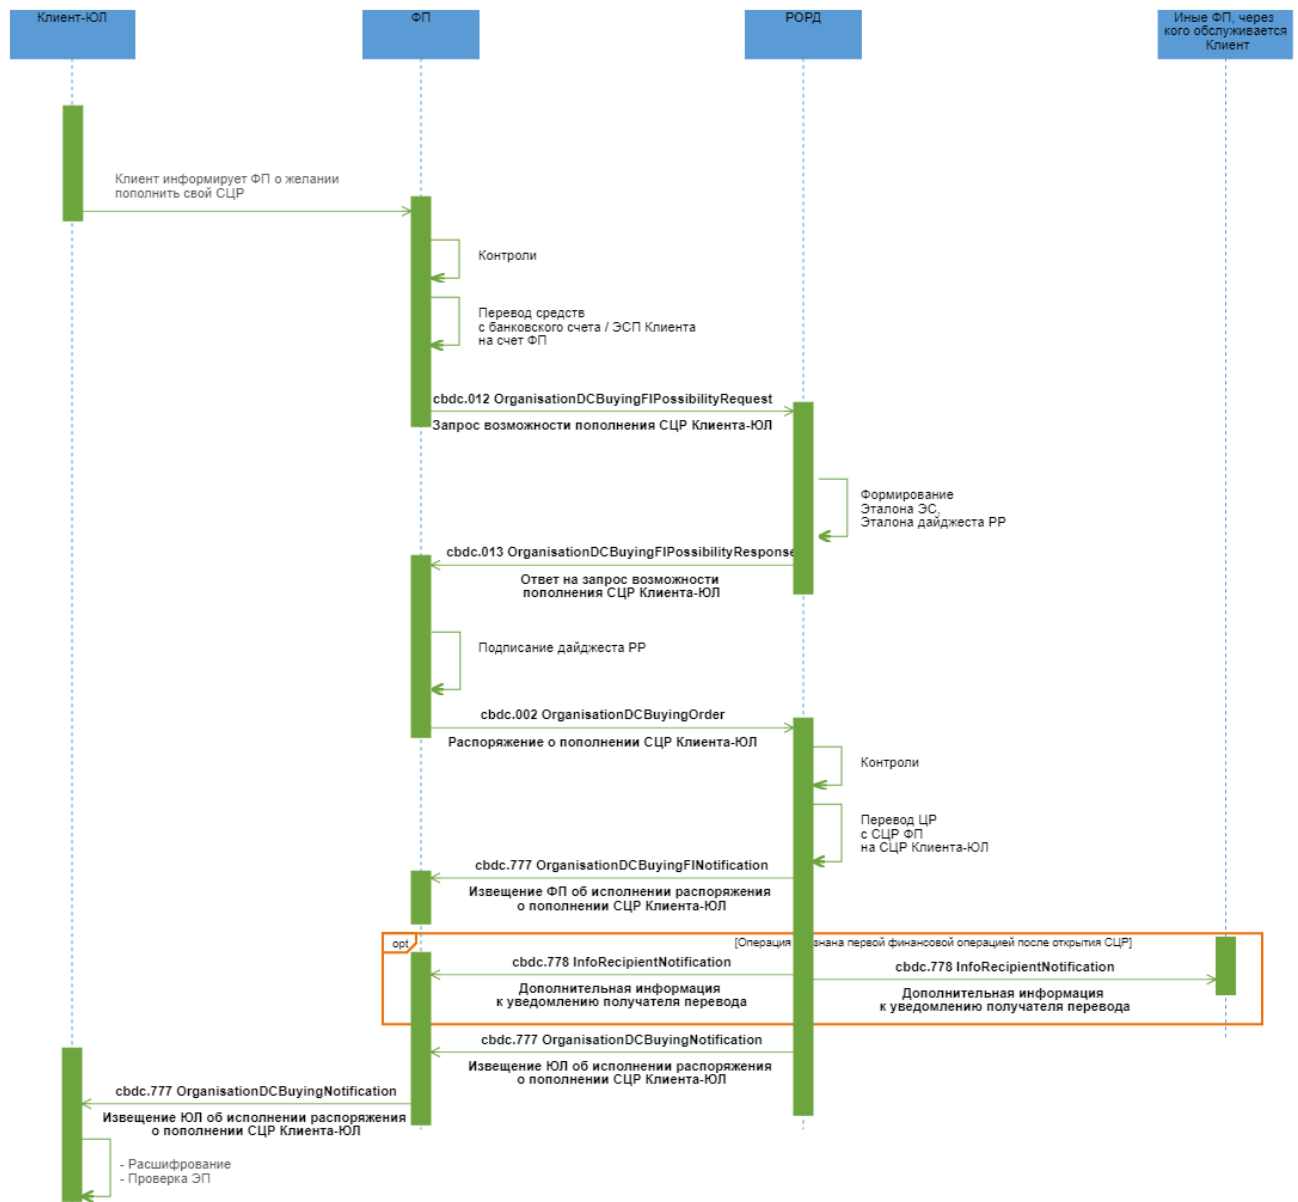 Клиент-ЮЛ
ФП
РОРД
Иные ФП, через
кого обслуживается
Клиент
Клиент информирует ФП о желании
пополнить свой СЦР
Контроли
Перевод средств
с банковского счета / ЭСП Клиента
на счет ФП
cbdc.012 OrganisationDCBuyingFIPossibilityRequest
Запрос возможности пополнения СЦР Клиента-ЮЛ
Формирование
Эталона ЭС,
Эталона дайджеста РР
cbdc.013 OrganisationDCBuyingFIPossibilityResponse
Ответ на запрос возможности
пополнения СЦР Клиента-ЮЛ
Подписание дайджеста РР
cbdc.002 OrganisationDCBuyingOrder
Распоряжение о пополнении СЦР Клиента-ЮЛ
Контроли
Перевод ЦР
с СЦР ФП
на СЦР Клиента-ЮЛ
cbdc.777 OrganisationDCBuyingFINotification
Извещение ФП об исполнении распоряжения
о пополнении СЦР Клиента-ЮЛ
opt
[Операция первой финансовой операцией после открытия СЦР]
cbdc.778 InfoRecipientNotification
Дополнительная информация
к уведомлению получателя перевода
cbdc.778 InfoRecipientNotification
Дополнительная информация
к уведомлению получателя перевода
cbdc.777 OrganisationDCBuyingNotification
Извещение ЮЛ об исполнении распоряжения
о пополнении СЦР Клиента-ЮЛ
cbdc.777 OrganisationDCBuyingNotification
Извещение ЮЛ об исполнении распоряжения
о пополнении СЦР Клиента-ЮЛ
- Расшифрование
- Проверка ЭП